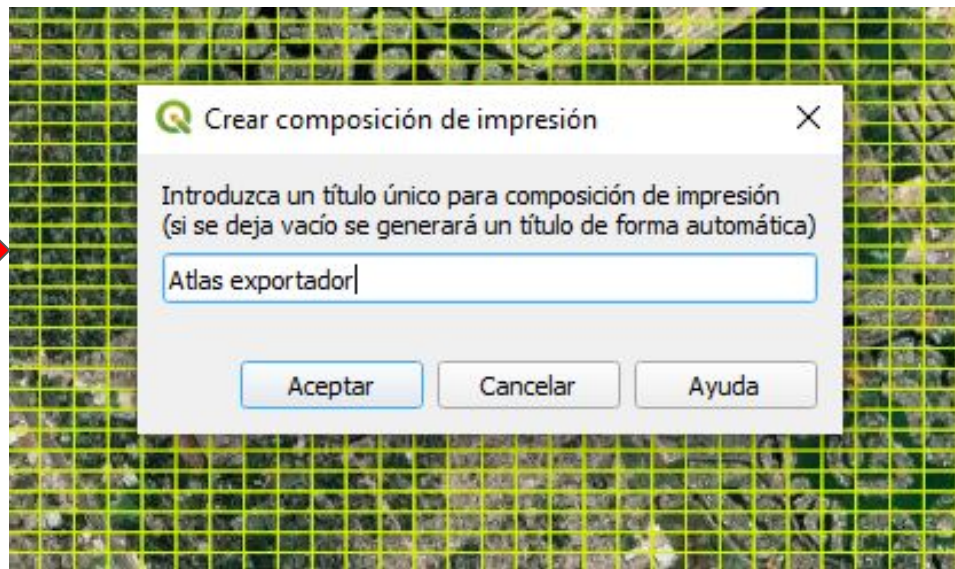 Crear composición de impresión
Introduzca un título único para composición de impresión
(si se deja vacío se generará un título de forma automática)
Atlas exportador
Aceptar
Cancelar
Ayuda